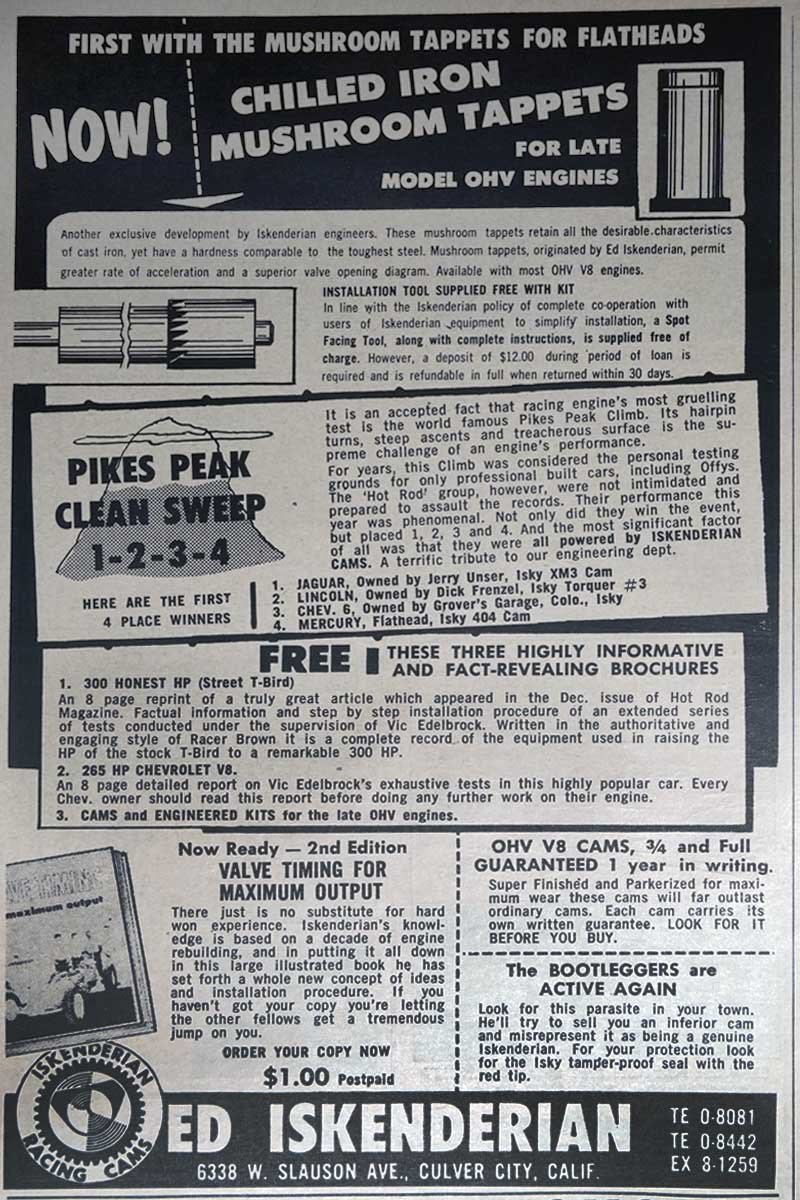 FIRST WITH THE MUSHROOM TAPPETS FOR FLATHEADS
NOW!
CHILLED IRON
MUSHROOM TAPPETS
FOR LATE
MODEL OHV ENGINES
Another exclusive development by Iskenderian engineers. These mushroom tappets retain all the desirable characteristics
of cast iron, yet have a hardness comparable to the toughest steel. Mushroom tappets, originated by Ed Iskenderian, permit
greater rate of acceleration and a superior valve opening diagram. Available with most OHV V8 engines.
INSTALLATION TOOL SUPPLIED FREE WITH KIT
In line with the Iskenderian policy of complete co-operation with
users of Iskenderian equipment to simplify installation, a Spot
Facing Tool, along with complete instructions, is supplied free of
charge. However, a deposit of $12.00 during period of loan is
required and is refundable in full when returned within 30 days.
PIKES PEAK
CLEAN SWEEP
1-2-3-4
HERE ARE THE FIRST
4 PLACE WINNERS
It is an accepted fact that racing engine's most gruelling
test is the world famous Pikes Peak Climb. Its hairpin
turns, steep ascents and treacherous surface is the su-
preme challenge of an engine's performance.
For years, this Climb was considered the personal testing
grounds for only professional built cars, including Offys.
The 'Hot Rod' group, however, were not intimidated and
prepared to assault the records. Their performance this
year was phenomenal. Not only did they win the event,
but placed 1, 2, 3 and 4. And the most significant factor
of all was that they were all powered by ISKENDERIAN
CAMS. A terrific tribute to our engineering dept.
1. JAGUAR, Owned by Jerry Unser, Isky XM3 Cam
2. LINCOLN, Owned by Dick Frenzel, Isky Torquer #3
3. CHEV. 6, Owned by Grover's Garage, Colo., Isky
4. MERCURY, Flathead, Isky 404 Cam
FREE! THESE THREE HIGHLY INFORMATIVE
AND FACT-REVEALING BROCHURES
1. 300 HONEST HP (Street T-Bird)
An 8 page reprint of a truly great article which appeared in the Dec. issue of Hot Rod
Magazine. Factual information and step by step installation procedure of an extended series
of tests conducted under the supervision of Vic Edelbrock. Written in the authoritative and
engaging style of Racer Brown it is a complete record of the equipment used in raising the
HP of the stock T-Bird to a remarkable 300 HP.
2. 265 HP CHEVROLET V8.
An 8 page detailed report on Vic Edelbrock's exhaustive tests in this highly popular car. Every
Chev. owner should read this report before doing any further work on their engine.
3. CAMS and ENGINEERED KITS for the late OHV engines.
maximum output
Now Ready — 2nd Edition
VALVE TIMING FOR
MAXIMUM OUTPUT
There just is no substitute for hard
won experience. Iskenderian's knowl-
edge is based on a decade of engine
rebuilding, and in putting it all down
in this large illustrated book he has
set forth a whole new concept of ideas
and installation procedure. If you
haven't got your copy you're letting
the other fellows get a tremendous
jump on you.
ORDER YOUR COPY NOW
$1.00 Postpaid
OHV V8 CAMS, ¾ and Full
GUARANTEED 1 year in writing.
Super Finished and Parkerized for maxi-
mum wear these cams will far outlast
ordinary cams. Each cam carries its
own written guarantee. LOOK FOR IT
BEFORE YOU BUY.
The BOOTLEGGERS are
ACTIVE AGAIN
Look for this parasite in your town.
He'll try to sell you an inferior cam
and misrepresent it as being a genuine
Iskenderian. For your protection look
for the Isky tamper-proof seal with the
red tip.
ISKENDERIAN
RACING CAMS
ED ISKENDERIAN
6338 W. SLAUSON AVE., CULVER CITY, CALIF.
TE 0-8081
TE 0-8442
EX 8-1259